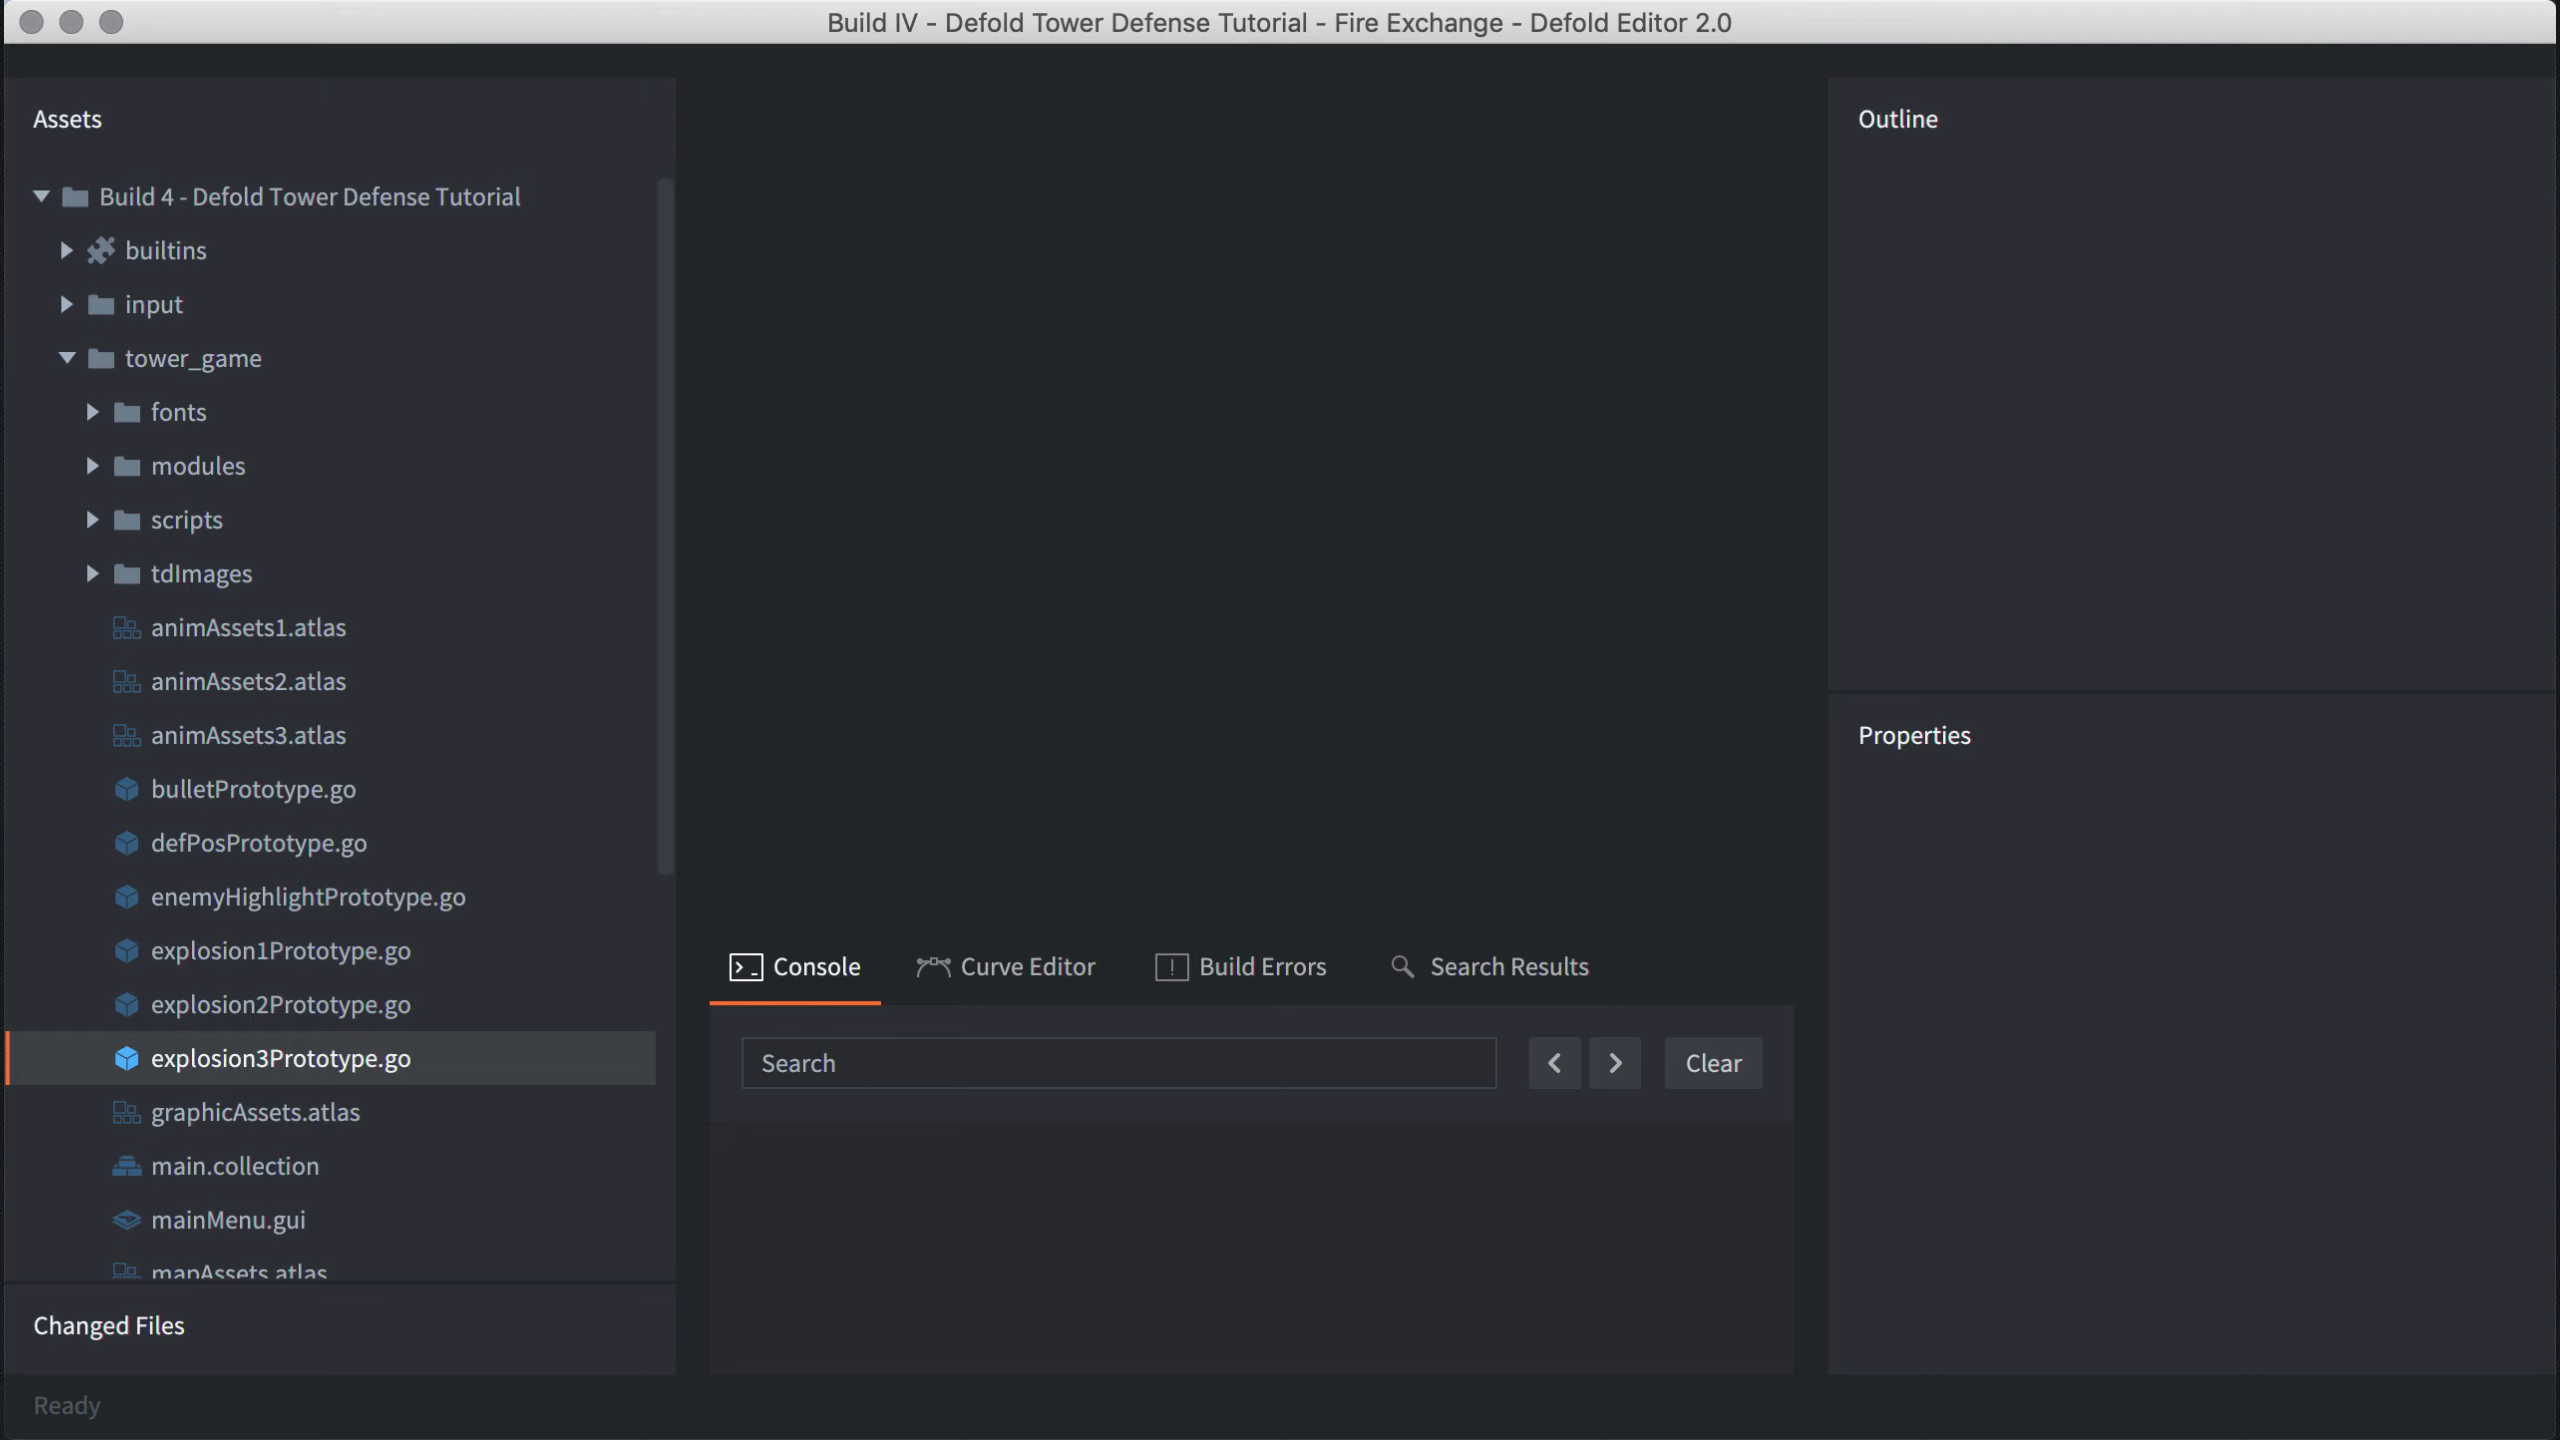 Build IV - Defold Tower Defense Tutorial - Fire Exchange - Defold Editor 2.0
Assets
Build 4 - Defold Tower Defense Tutorial
builtins
input
tower_game
fonts
modules
scripts
tdImages
animAssets1.atlas
animAssets2.atlas
animAssets3.atlas
bulletPrototype.go
defPosPrototype.go
enemyHighlightPrototype.go
explosion1Prototype.go
explosion2Prototype.go
explosion3Prototype.go
graphicAssets.atlas
main.collection
mainMenu.gui
mapAssets.atlas
Changed Files
Ready
Console Curve Editor Build Errors Search Results
Search Clear
Outline
Properties